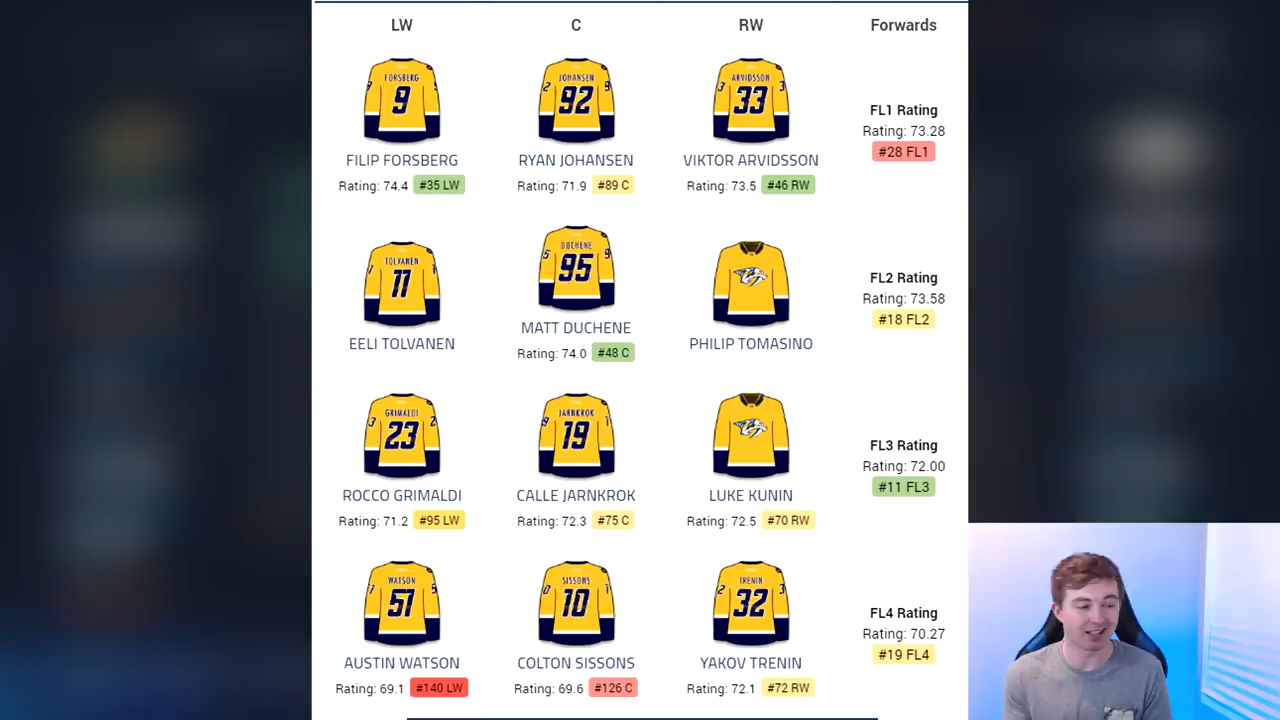 LW C RW Forwards
FORSBERG JOHANSEN ARVIDSSON
9 92 33
FL1 Rating
Rating: 73.28
#28 FL1
FILIP FORSBERG RYAN JOHANSEN VIKTOR ARVIDSSON
Rating: 74.4 #35 LW Rating: 71.9 #89 C Rating: 73.5 #46 RW
TOLVANEN DUCHENE
11 95
FL2 Rating
Rating: 73.58
#18 FL2
MATT DUCHENE
EELI TOLVANEN PHILIP TOMASINO
Rating: 74.0 #48 C
GRIMALDI JARNKROK
23 19
FL3 Rating
Rating: 72.00
#11 FL3
ROCCO GRIMALDI CALLE JARNKROK LUKE KUNIN
Rating: 71.2 #95 LW Rating: 72.3 #75 C Rating: 72.5 #70 RW
WATSON SISSONS TRENIN
51 10 32
FL4 Rating
Rating: 70.27
#19 FL4
AUSTIN WATSON COLTON SISSONS YAKOV TRENIN
Rating: 69.1 #140 LW Rating: 69.6 #126 C Rating: 72.1 #72 RW